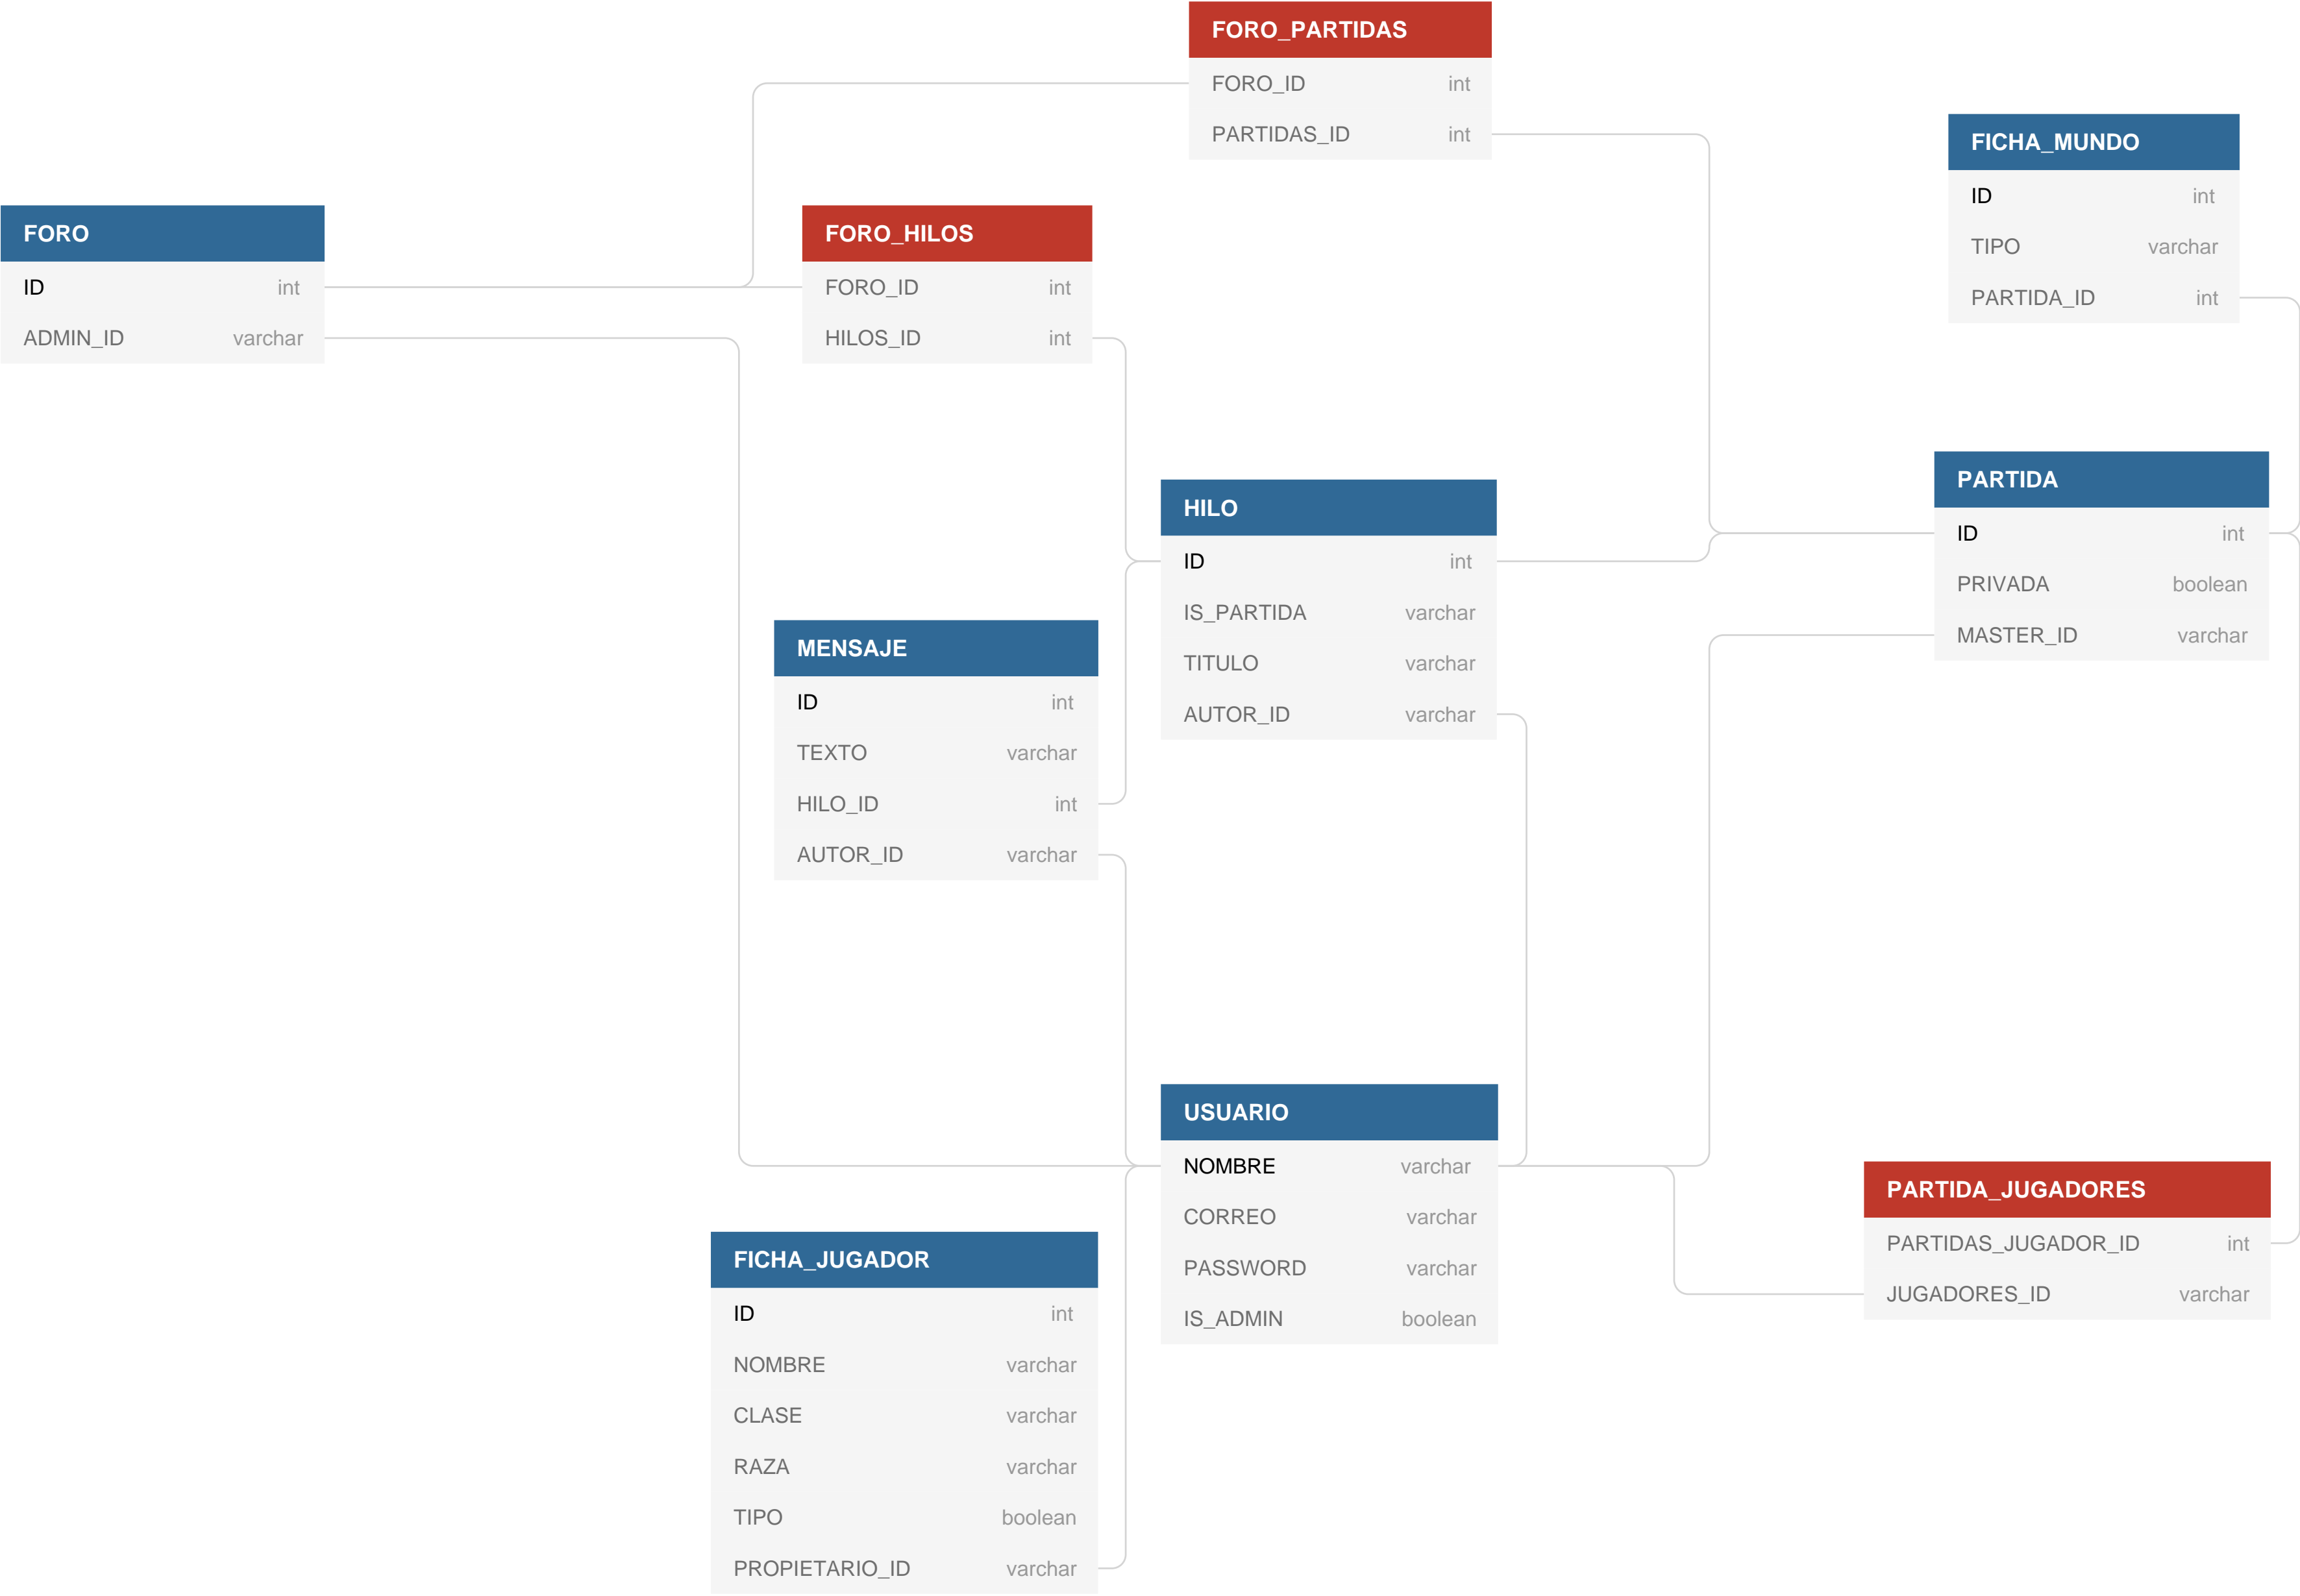 FORO_PARTIDAS
FORO_ID int
PARTIDAS_ID int
FICHA_MUNDO
ID int
TIPO varchar
PARTIDA_ID int
FORO
ID int
ADMIN_ID varchar
FORO_HILOS
FORO_ID int
HILOS_ID int
PARTIDA
ID int
PRIVADA boolean
MASTER_ID varchar
HILO
ID int
IS_PARTIDA varchar
TITULO varchar
AUTOR_ID varchar
MENSAJE
ID int
TEXTO varchar
HILO_ID int
AUTOR_ID varchar
USUARIO
NOMBRE varchar
CORREO varchar
PASSWORD varchar
IS_ADMIN boolean
PARTIDA_JUGADORES
PARTIDAS_JUGADOR_ID int
JUGADORES_ID varchar
FICHA_JUGADOR
ID int
NOMBRE varchar
CLASE varchar
RAZA varchar
TIPO boolean
PROPIETARIO_ID varchar